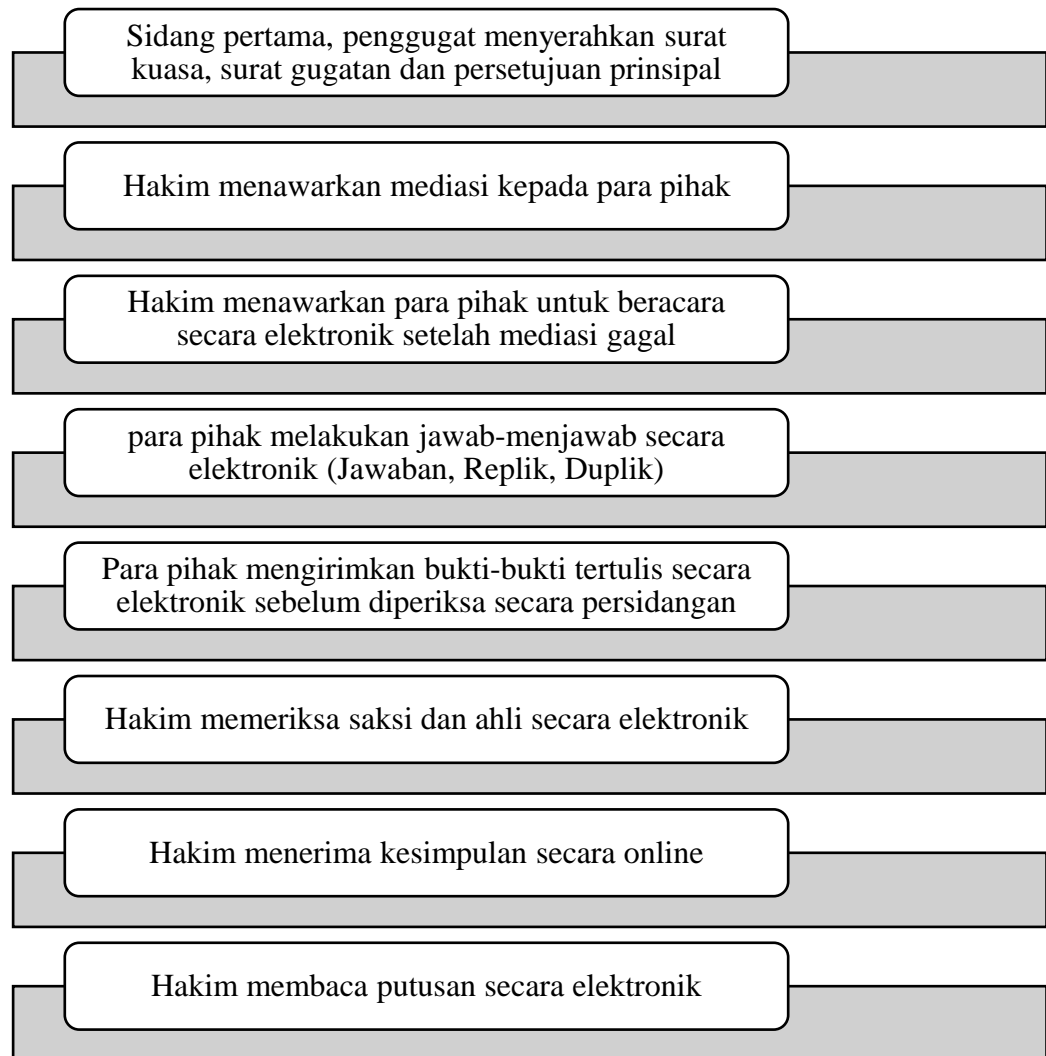 Sidang pertama, penggugat menyerahkan surat
kuasa, surat gugatan dan persetujuan prinsipal
Hakim menawarkan mediasi kepada para pihak
Hakim menawarkan para pihak untuk beracara
secara elektronik setelah mediasi gagal
para pihak melakukan jawab-menjawab secara
elektronik (Jawaban, Replik, Duplik)
Para pihak mengirimkan bukti-bukti tertulis secara
elektronik sebelum diperiksa secara persidangan
Hakim memeriksa saksi dan ahli secara elektronik
Hakim menerima kesimpulan secara online
Hakim membaca putusan secara elektronik